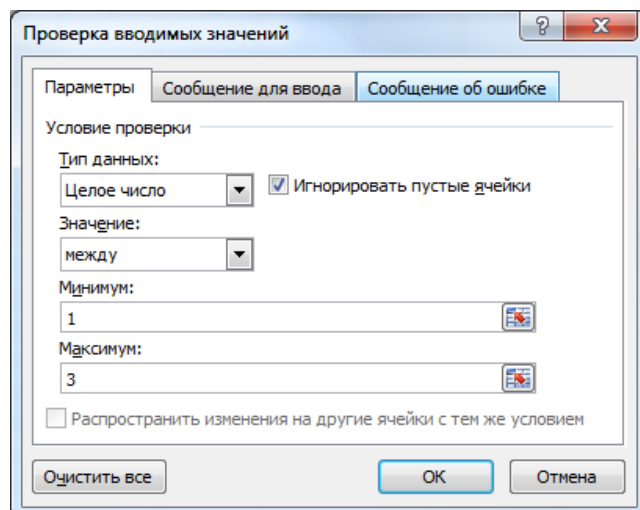 Проверка вводимых значений
Параметры Сообщение для ввода Сообщение об ошибке
Условие проверки
Тип данных:
Целое число Игнорировать пустые ячейки
Значение:
между
Минимум:
1
Максимум:
3
Распространить изменения на другие ячейки с тем же условием
Очистить все ОК Отмена